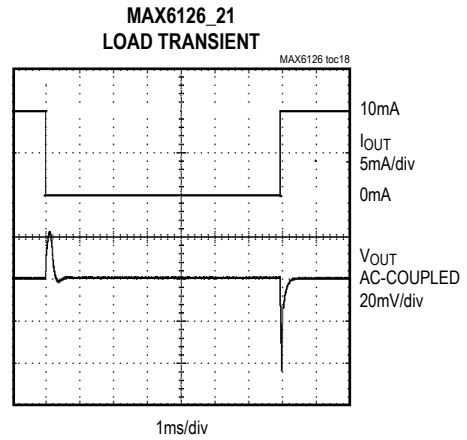 MAX6126_21
LOAD TRANSIENT
MAX6126 toc18
10mA
IOUT
5mA/div
0mA
VOUT
AC-COUPLED
20mV/div
1ms/div